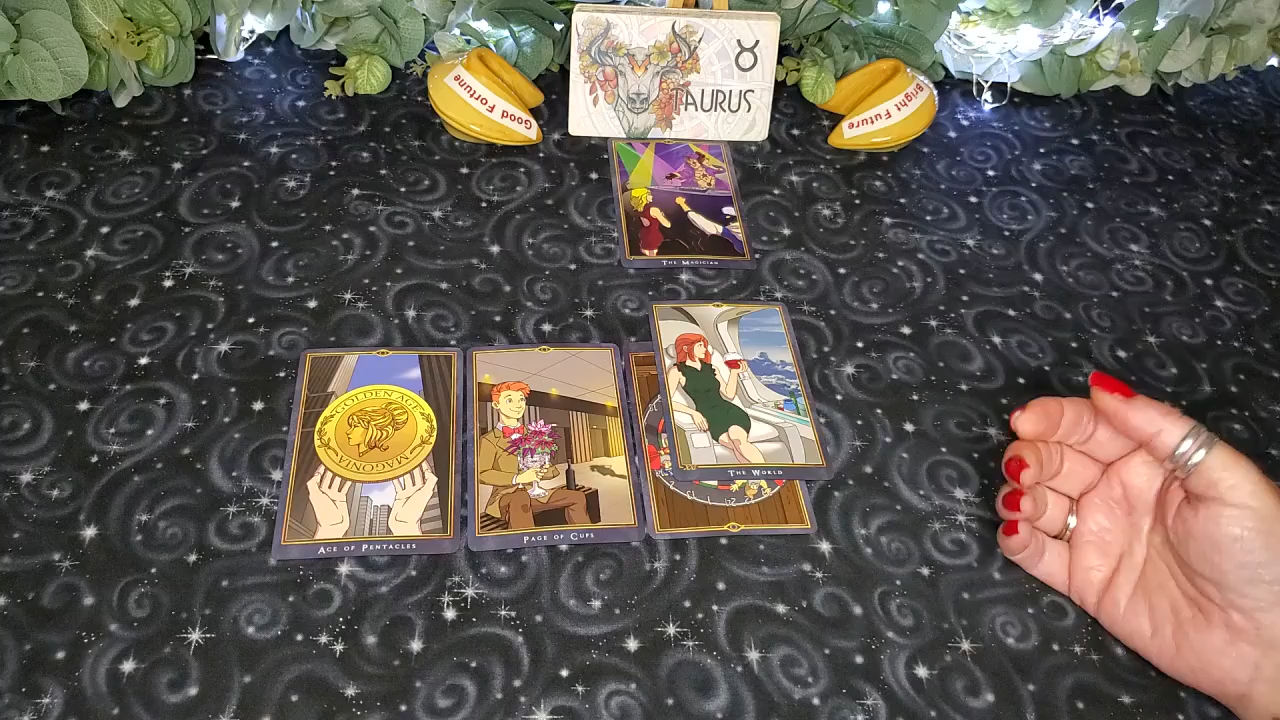 Good Fortune
TAURUS
Bright Future
THE MAGICIAN
GOLDEN AGE
MAGONIA
ACE OF PENTACLES
PAGE OF CUPS
THE WORLD